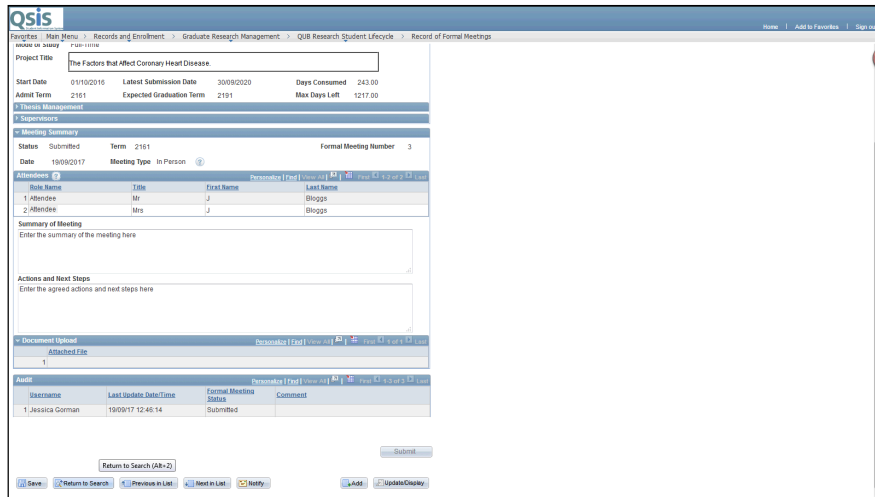 Qsis
Home | Add to Favorites | Sign ou
Favorites Main Menu > Records and Enrollment > Graduate Research Management > QUB Research Student Lifecycle > Record of Formal Meetings
Mode of Study Full-Time
Project Title The Factors that Affect Coronary Heart Disease.
Start Date 01/10/2016 Latest Submission Date 30/09/2020 Days Consumed 243.00
Admit Term 2161 Expected Graduation Term 2191 Max Days Left 1217.00
Thesis Management
Supervisors
Meeting Summary
Status Submitted Term 2161 Formal Meeting Number 3
Date 19/09/2017 Meeting Type In Person ?
Attendees ? Personalize | Find | View All | First 1-2 of 2 Last
Role Name Title First Name Last Name
1 Attendee Mr J Bloggs
2 Attendee Mrs J Bloggs
Summary of Meeting
Enter the summary of the meeting here
Actions and Next Steps
Enter the agreed actions and next steps here
Document Upload Personalize | Find | View All | First 1 of 1 Last
Attached File
1
Audit Personalize | Find | View All | First Last
Username Last Update Date/Time Formal Meeting Status Comment
1 Jessica Gorman 19/09/17 12:46:14 Submitted
Submit
Return to Search (Alt+2)
Save Return to Search Previous in List Next in List Notify Add Update/Display